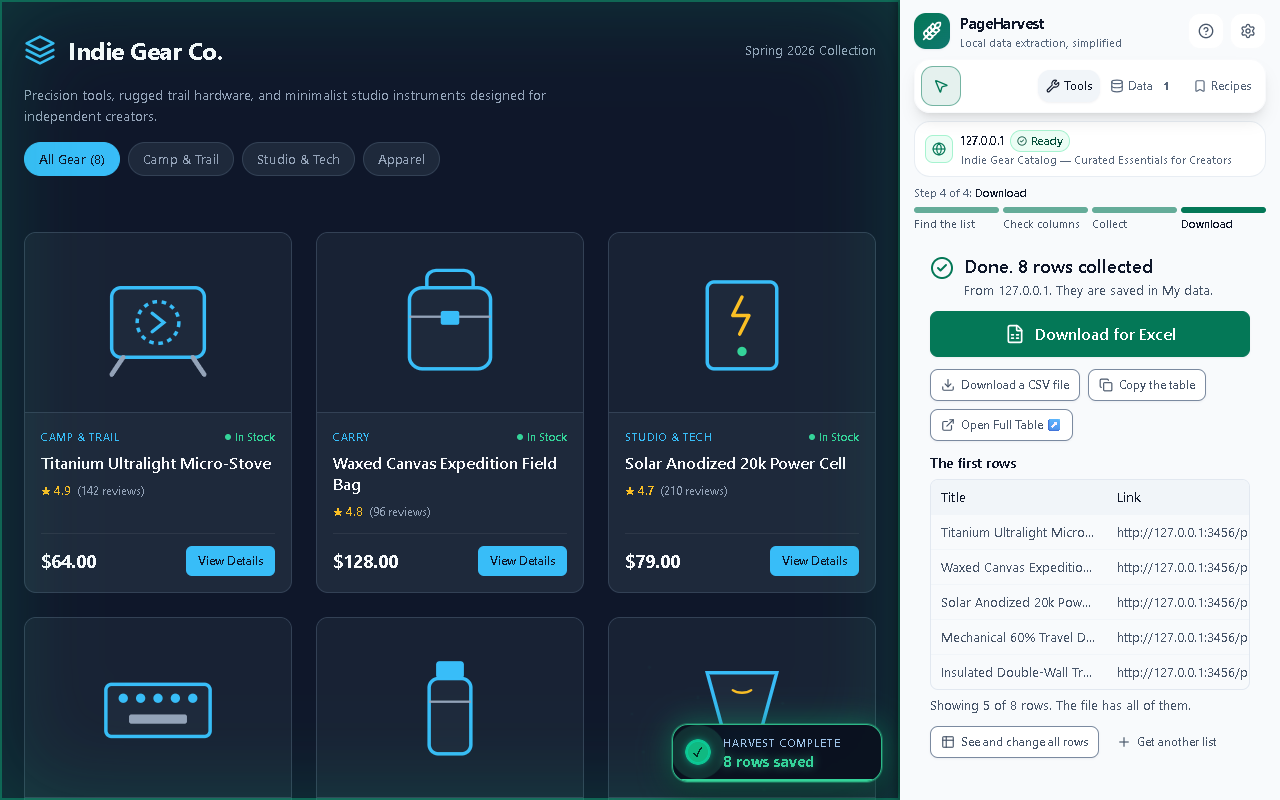 Indie Gear Co.
Spring 2026 Collection
Precision tools, rugged trail hardware, and minimalist studio instruments designed for
independent creators.
All Gear (8)
Camp & Trail
Studio & Tech
Apparel
CAMP & TRAIL
In Stock
Titanium Ultralight Micro-Stove
★ 4.9 (142 reviews)
$64.00
View Details
CARRY
In Stock
Waxed Canvas Expedition Field
Bag
★ 4.8 (96 reviews)
$128.00
View Details
STUDIO & TECH
In Stock
Solar Anodized 20k Power Cell
★ 4.7 (210 reviews)
$79.00
View Details
HARVEST COMPLETE
8 rows saved
PageHarvest
Local data extraction, simplified
Tools
Data 1
Recipes
127.0.0.1
Ready
Indie Gear Catalog — Curated Essentials for Creators
Step 4 of 4: Download
Find the list
Check columns
Collect
Download
Done. 8 rows collected
From 127.0.0.1. They are saved in My data.
Download for Excel
Download a CSV file
Copy the table
Open Full Table ↗
The first rows
Title Link
Titanium Ultralight Micro... http://127.0.0.1:3456/p
Waxed Canvas Expeditio... http://127.0.0.1:3456/p
Solar Anodized 20k Pow... http://127.0.0.1:3456/p
Mechanical 60% Travel D... http://127.0.0.1:3456/p
Insulated Double-Wall Tr... http://127.0.0.1:3456/p
Showing 5 of 8 rows. The file has all of them.
See and change all rows
Get another list